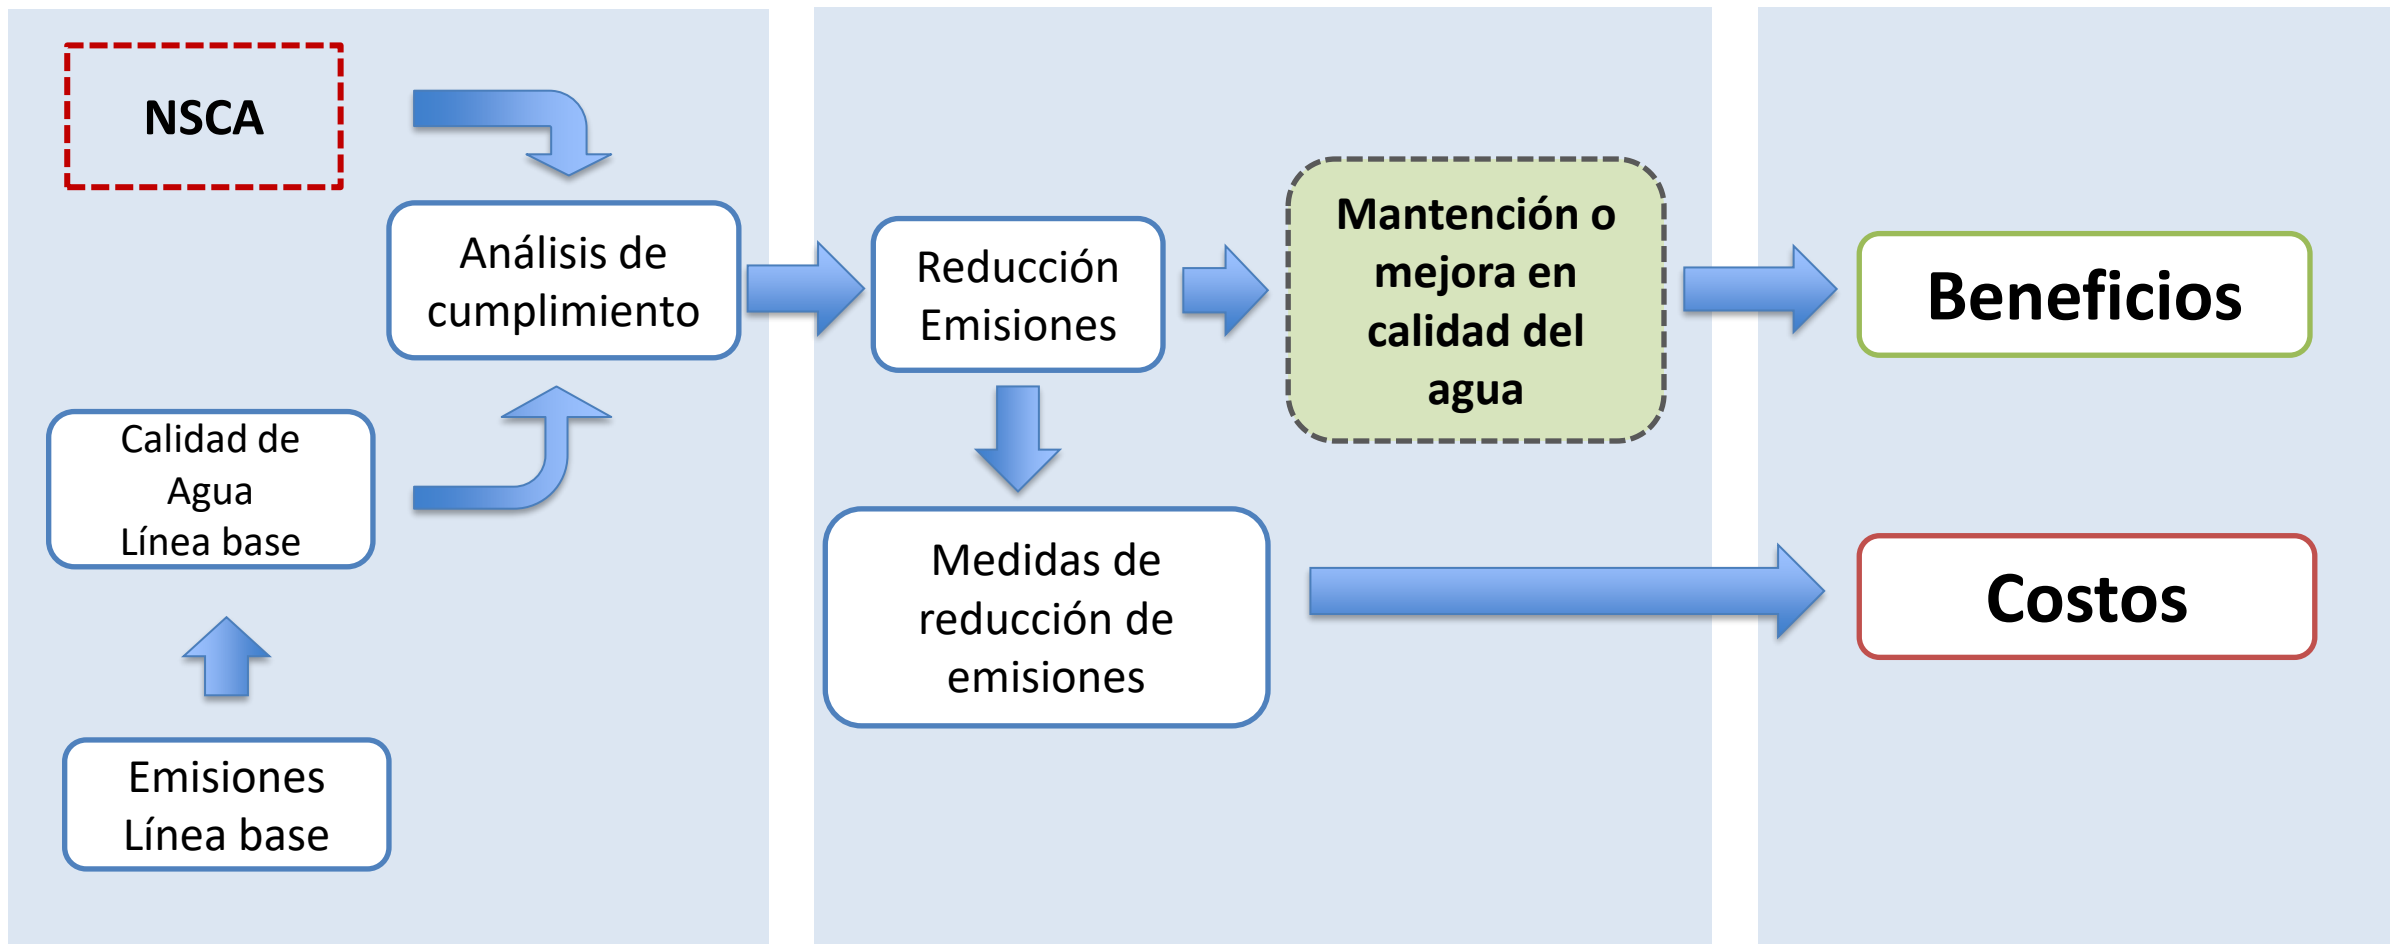 NSCA
Análisis de
cumplimiento
Calidad de
Agua
Línea base
Emisiones
Línea base
Reducción
Emisiones
Mantención o
mejora en
calidad del
agua
Medidas de
reducción de
emisiones
Beneficios
Costos